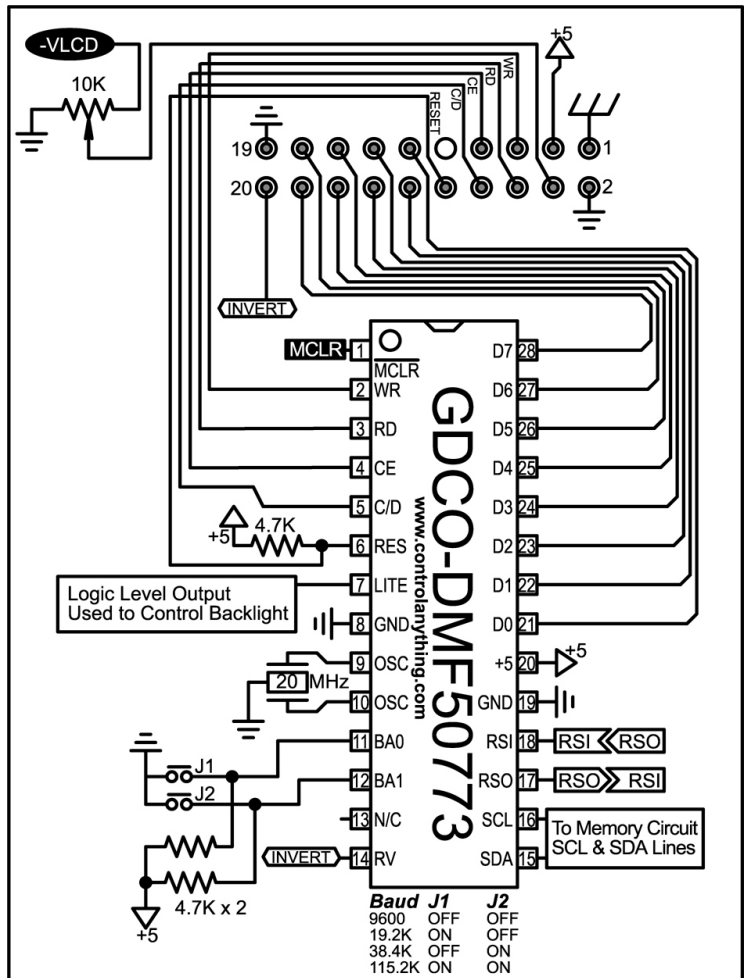 -VLCD
+5
10K
WR
RD
CE
C/D
RESET
19
1
20
2
INVERT
MCLR
1
MCLR
2
WR
3
RD
4
CE
5
C/D
6
RES
7
LITE
8
GND
9
OSC
10
OSC
11
BA0
12
BA1
13
N/C
14
RV
GDCO-DMF50773
www.controlanything.com
D7
28
D6
27
D5
26
D4
25
D3
24
D2
23
D1
22
D0
21
+5
20
+5
GND
19
RSI
18
RSI
RSO
RSO
17
RSO
RSI
SCL
16
SDA
15
To Memory Circuit
SCL & SDA Lines
4.7K
+5
Logic Level Output
Used to Control Backlight
20
MHz
J1
J2
INVERT
4.7K x 2
+5
Baud J1 J2
9600 OFF OFF
19.2K ON OFF
38.4K OFF ON
115.2K ON ON